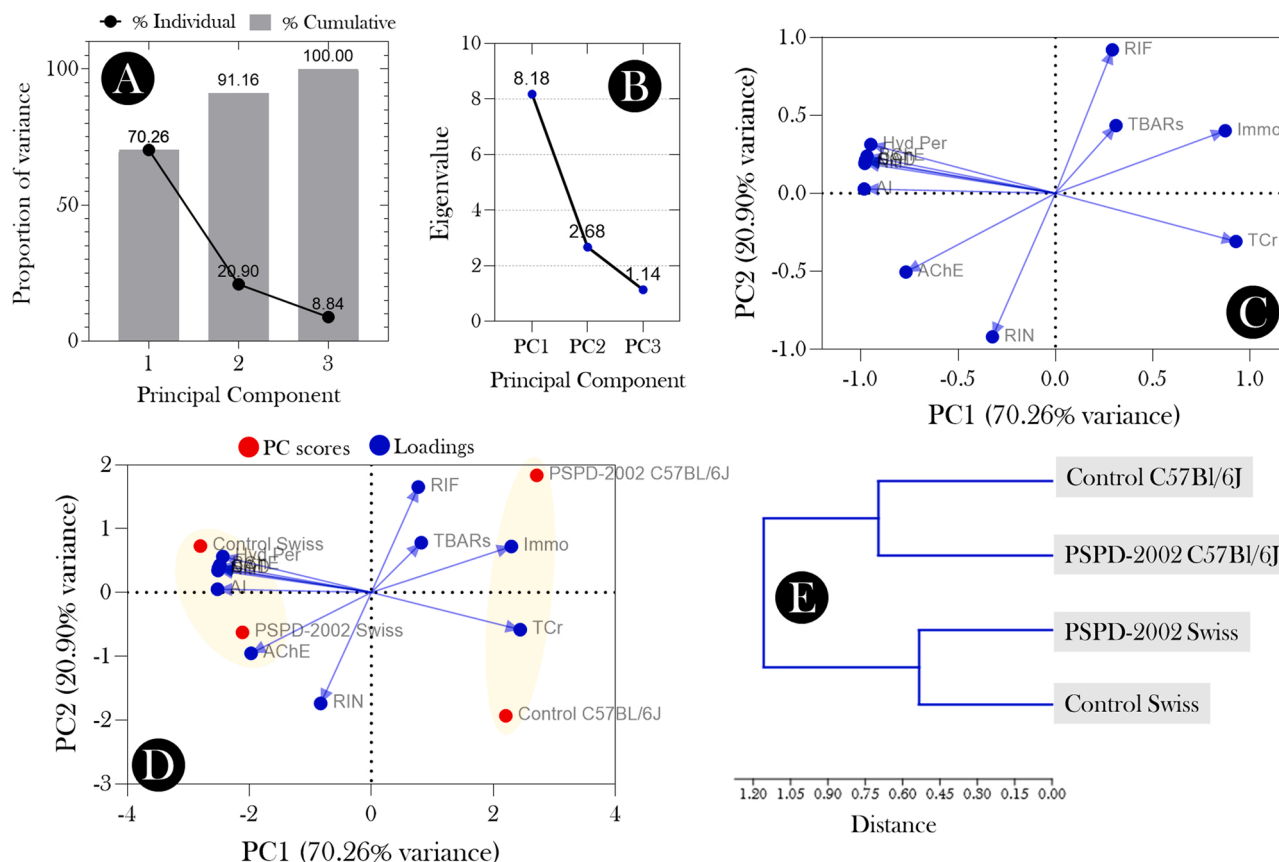 % Individual % Cumulative
A
Proportion of variance
100
50
0
70.26
91.16
100.00
20.90
8.84
1 2 3
Principal Component
B
Eigenvalue
10
8
6
4
2
0
8.18
2.68
1.14
PC1 PC2 PC3
Principal Component
C
PC2 (20.90% variance)
1.0
0.5
0.0
-0.5
-1.0
RIF
TBARs
Immo
Hyd Per
AI
TCr
AChE
RIN
-1.0 -0.5 0.0 0.5 1.0
PC1 (70.26% variance)
PC scores Loadings
D
PC2 (20.90% variance)
2
1
0
-1
-2
-3
PSPD-2002 C57BL/6J
RIF
TBARs
Immo
Control Swiss
Hyd Per
AI
PSPD-2002 Swiss
TCr
AChE
RIN
Control C57BL/6J
-4 -2 0 2 4
PC1 (70.26% variance)
E
Control C57Bl/6J
PSPD-2002 C57Bl/6J
PSPD-2002 Swiss
Control Swiss
1.20 1.05 0.90 0.75 0.60 0.45 0.30 0.15 0.00
Distance